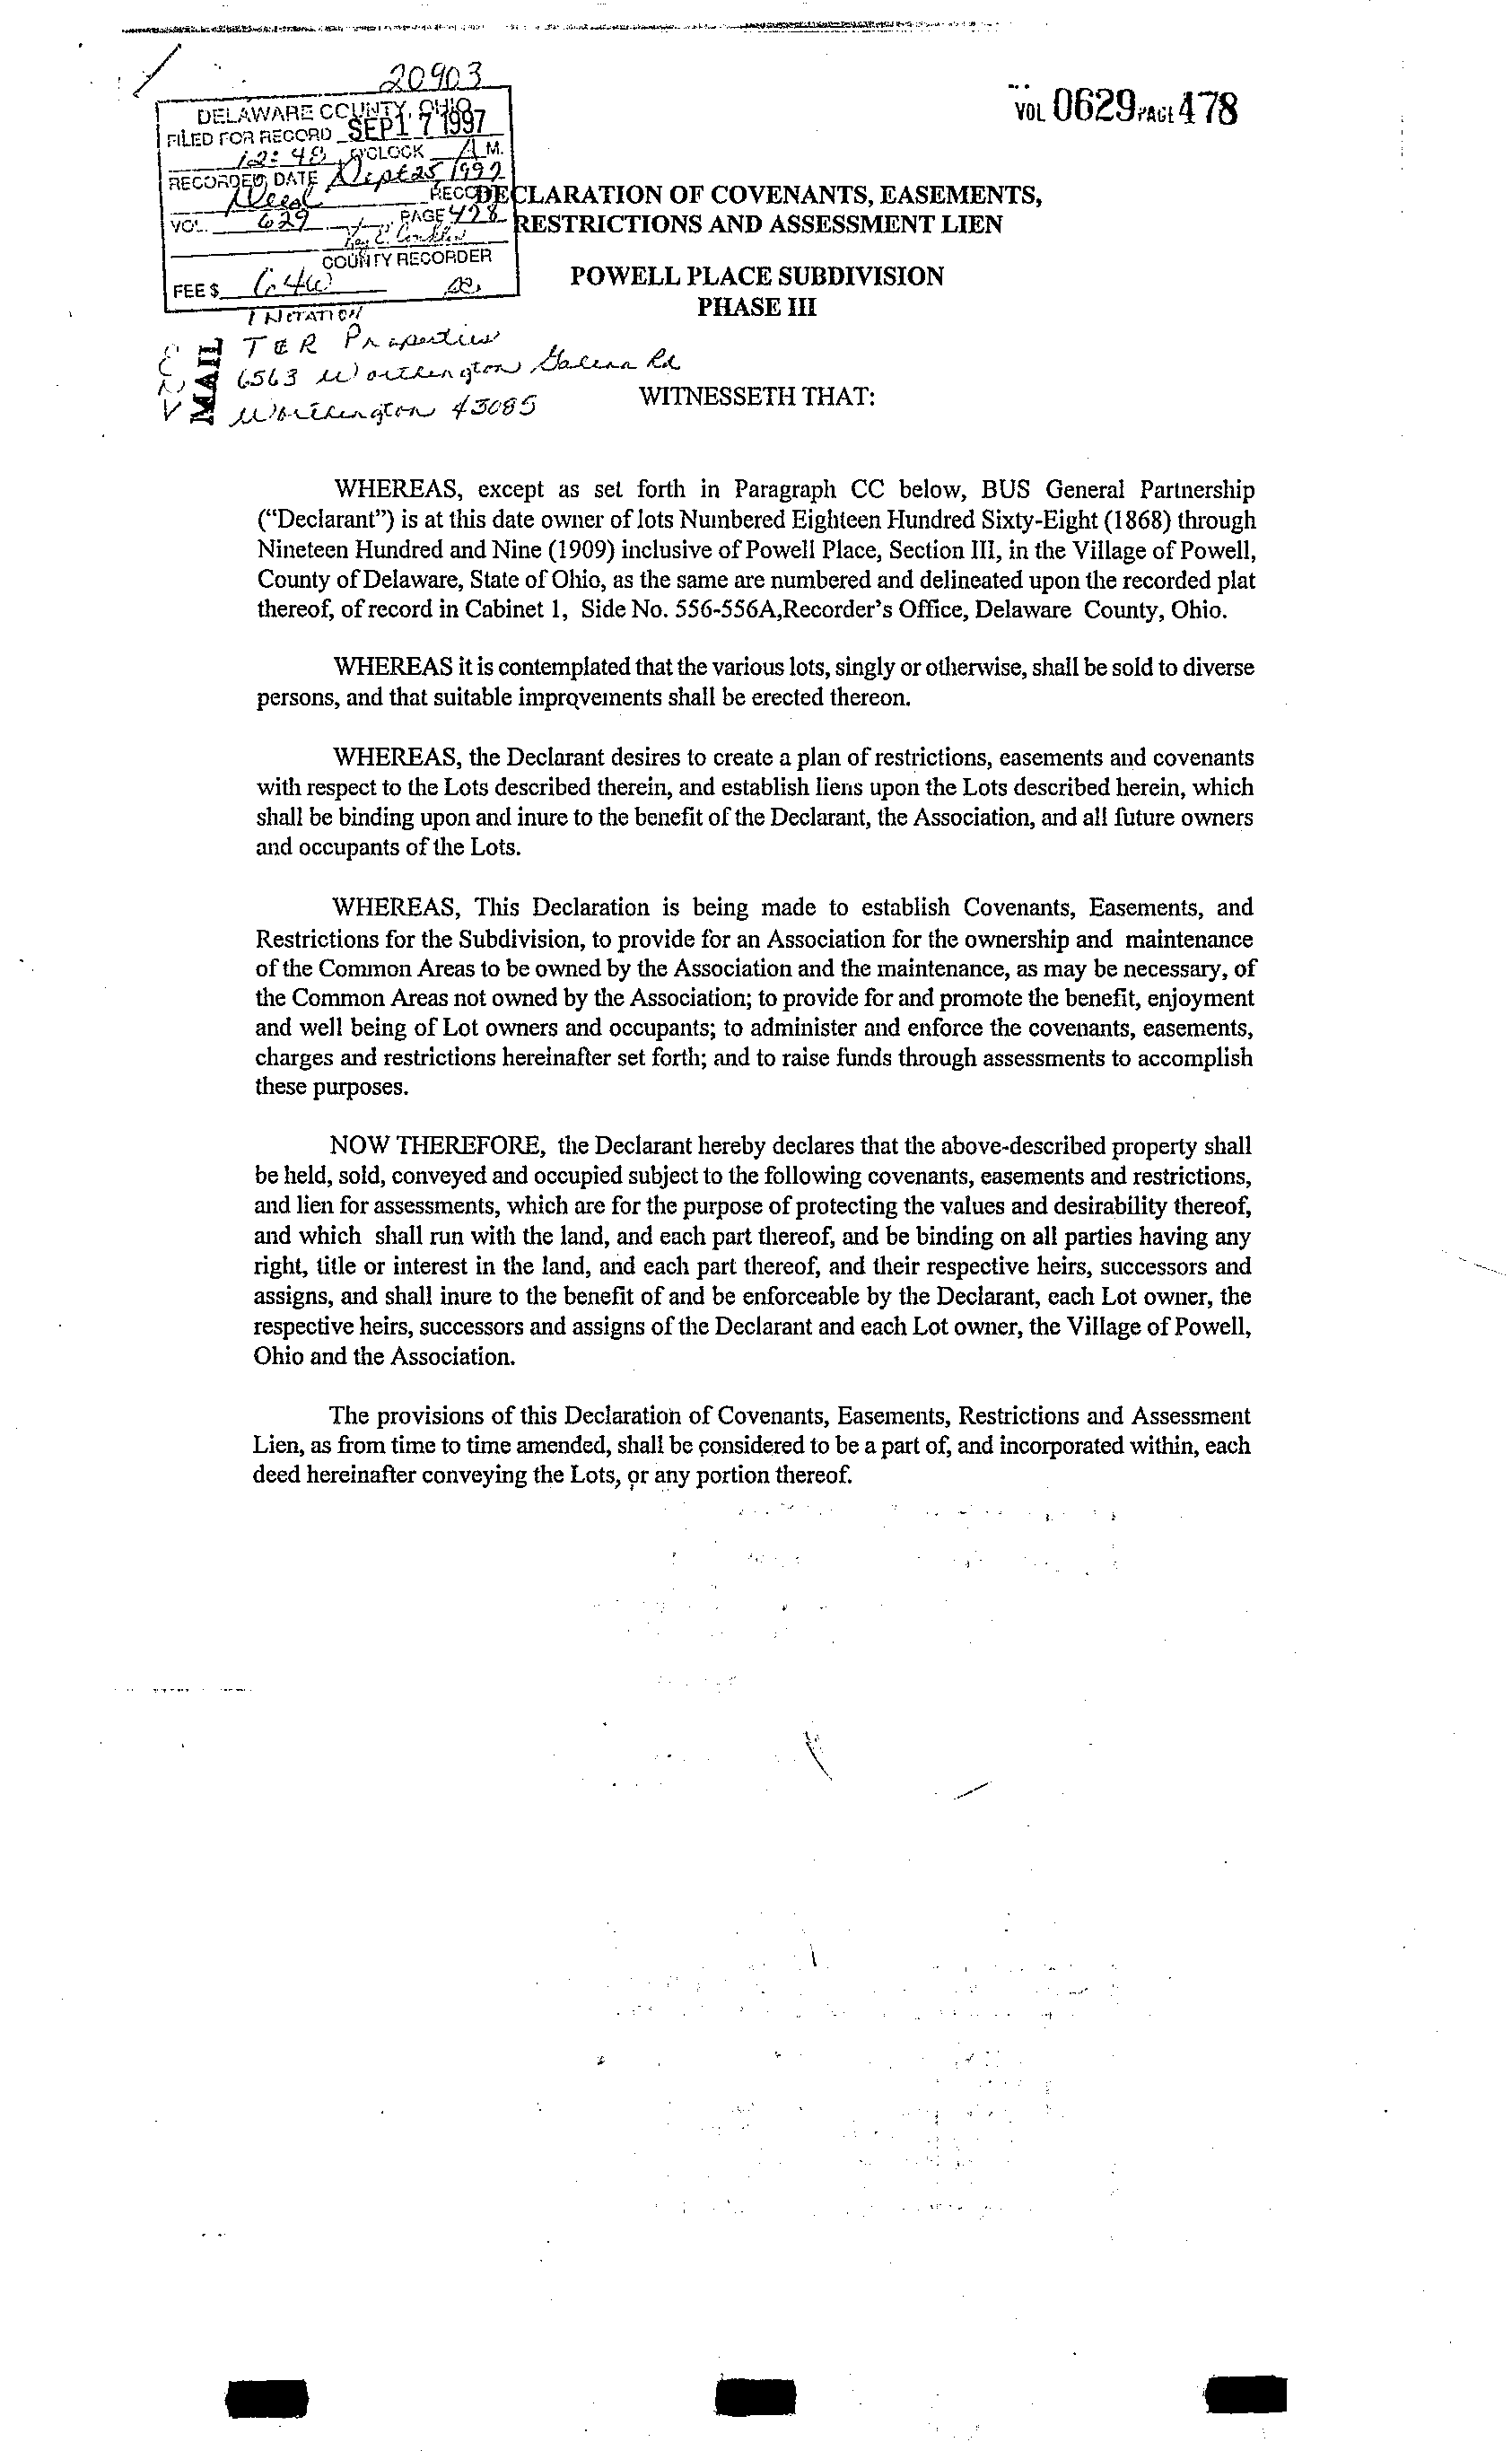 20903
DELAWARE COUNTY, OHIO
FILED FOR RECORD SEP 17 1997
12:48 O'CLOCK A M.
RECORDED DATE Sept 25 1997
Deed RECORD
VOL. 629 PAGE 478
COUNTY RECORDER
FEE $
VOL 0629 PAGE 478
DECLARATION OF COVENANTS, EASEMENTS,
RESTRICTIONS AND ASSESSMENT LIEN
POWELL PLACE SUBDIVISION
PHASE III
MAIL
T & R Properties
6563 Worthington Galena Rd
Worthington 43085
WITNESSETH THAT:
WHEREAS, except as set forth in Paragraph CC below, BUS General Partnership
("Declarant") is at this date owner of lots Numbered Eighteen Hundred Sixty-Eight (1868) through
Nineteen Hundred and Nine (1909) inclusive of Powell Place, Section III, in the Village of Powell,
County of Delaware, State of Ohio, as the same are numbered and delineated upon the recorded plat
thereof, of record in Cabinet 1, Side No. 556-556A,Recorder's Office, Delaware County, Ohio.
WHEREAS it is contemplated that the various lots, singly or otherwise, shall be sold to diverse
persons, and that suitable improvements shall be erected thereon.
WHEREAS, the Declarant desires to create a plan of restrictions, easements and covenants
with respect to the Lots described therein, and establish liens upon the Lots described herein, which
shall be binding upon and inure to the benefit of the Declarant, the Association, and all future owners
and occupants of the Lots.
WHEREAS, This Declaration is being made to establish Covenants, Easements, and
Restrictions for the Subdivision, to provide for an Association for the ownership and maintenance
of the Common Areas to be owned by the Association and the maintenance, as may be necessary, of
the Common Areas not owned by the Association; to provide for and promote the benefit, enjoyment
and well being of Lot owners and occupants; to administer and enforce the covenants, easements,
charges and restrictions hereinafter set forth; and to raise funds through assessments to accomplish
these purposes.
NOW THEREFORE, the Declarant hereby declares that the above-described property shall
be held, sold, conveyed and occupied subject to the following covenants, easements and restrictions,
and lien for assessments, which are for the purpose of protecting the values and desirability thereof,
and which shall run with the land, and each part thereof, and be binding on all parties having any
right, title or interest in the land, and each part thereof, and their respective heirs, successors and
assigns, and shall inure to the benefit of and be enforceable by the Declarant, each Lot owner, the
respective heirs, successors and assigns of the Declarant and each Lot owner, the Village of Powell,
Ohio and the Association.
The provisions of this Declaration of Covenants, Easements, Restrictions and Assessment
Lien, as from time to time amended, shall be considered to be a part of, and incorporated within, each
deed hereinafter conveying the Lots, or any portion thereof.